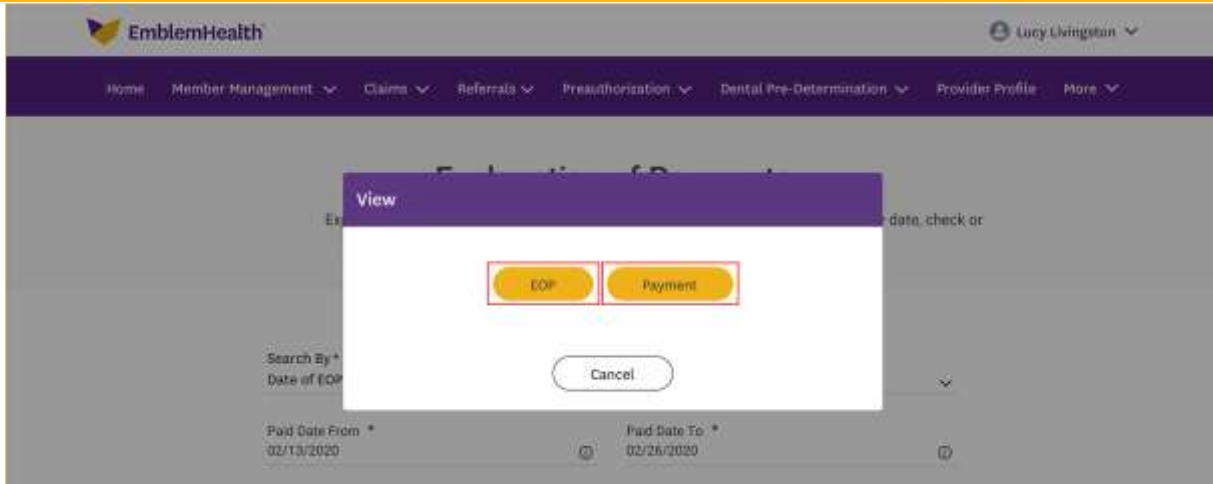 EmblemHealth
Lucy Livingston
Home Member Management Claims Referrals Preauthorization Dental Pre-Determination Provider Profile More
View
date, check or
EOP Payment
Search By *
Date of EOP
Cancel
Paid Date From * Paid Date To *
02/13/2020 02/26/2020